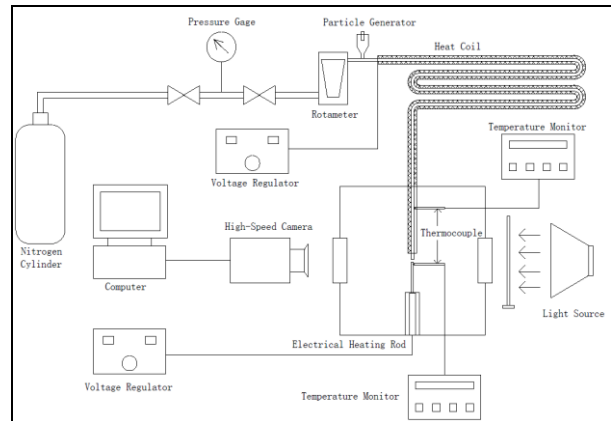 Pressure Gage
Particle Generator
Heat Coil
Rotameter
Temperature Monitor
Voltage Regulator
Nitrogen
Cylinder
Computer
High-Speed Camera
Thermocouple
Light Source
Electrical Heating Rod
Voltage Regulator
Temperature Monitor